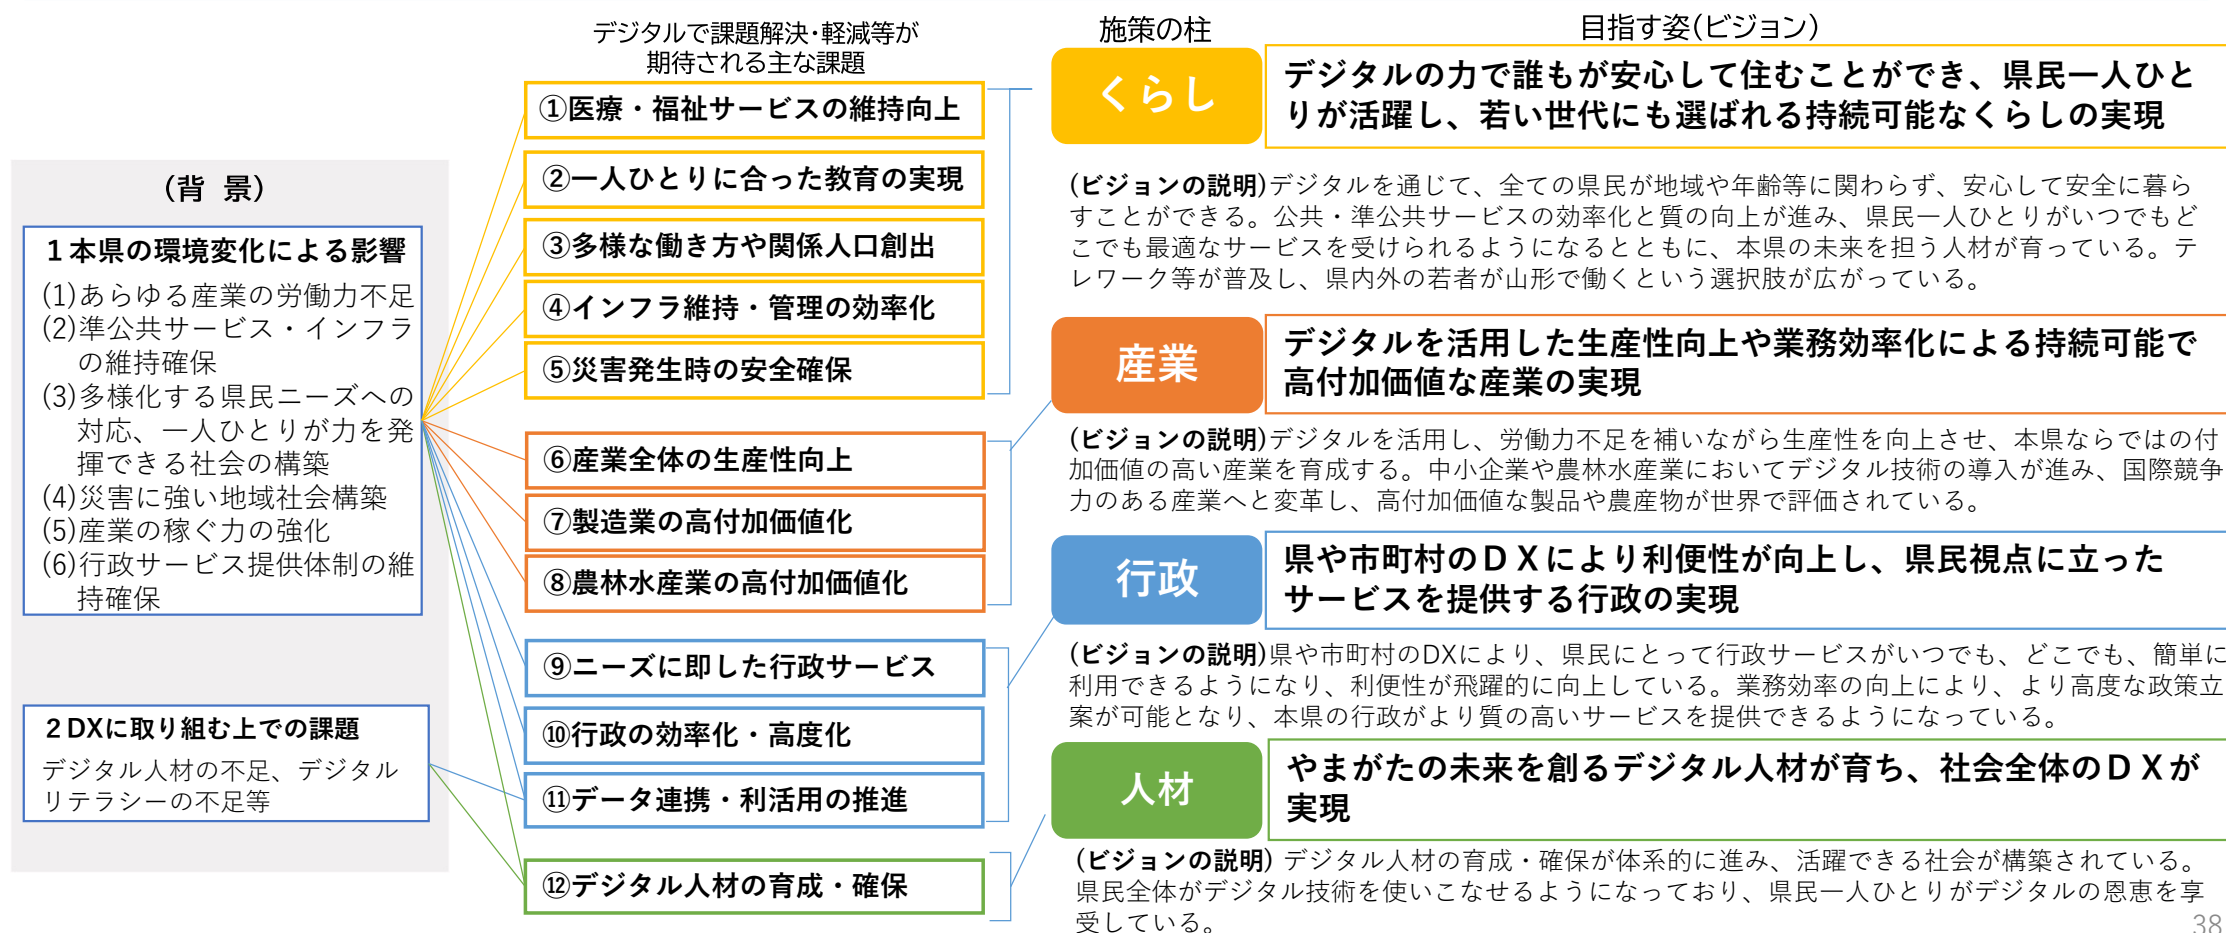 デジタルで課題解決・軽減等が
期待される主な課題
施策の柱
目指す姿(ビジョン)
(背 景)
1本県の環境変化による影響
(1)あらゆる産業の労働力不足
(2)準公共サービス・インフラ
の維持確保
(3)多様化する県民ニーズへの
対応、一人ひとりが力を発
揮できる社会の構築
(4)災害に強い地域社会構築
(5)産業の稼ぐ力の強化
(6)行政サービス提供体制の維
持確保
2DXに取り組む上での課題
デジタル人材の不足、デジタル
リテラシーの不足等
①医療・福祉サービスの維持向上
②一人ひとりに合った教育の実現
③多様な働き方や関係人口創出
④インフラ維持・管理の効率化
⑤災害発生時の安全確保
⑥産業全体の生産性向上
⑦製造業の高付加価値化
⑧農林水産業の高付加価値化
⑨ニーズに即した行政サービス
⑩行政の効率化・高度化
⑪データ連携・利活用の推進
⑫デジタル人材の育成・確保
くらし
デジタルの力で誰もが安心して住むことができ、県民一人ひと
りが活躍し、若い世代にも選ばれる持続可能なくらしの実現
(ビジョンの説明)デジタルを通じて、全ての県民が地域や年齢等に関わらず、安心して安全に暮ら
すことができる。公共・準公共サービスの効率化と質の向上が進み、県民一人ひとりがいつでもど
こでも最適なサービスを受けられるようになるとともに、本県の未来を担う人材が育っている。テ
レワーク等が普及し、県内外の若者が山形で働くという選択肢が広がっている。
産業
デジタルを活用した生産性向上や業務効率化による持続可能で
高付加価値な産業の実現
(ビジョンの説明)デジタルを活用し、労働力不足を補いながら生産性を向上させ、本県ならではの付
加価値の高い産業を育成する。中小企業や農林水産業においてデジタル技術の導入が進み、国際競争
力のある産業へと変革し、高付加価値な製品や農産物が世界で評価されている。
行政
県や市町村のＤＸにより利便性が向上し、県民視点に立った
サービスを提供する行政の実現
(ビジョンの説明)県や市町村のDXにより、県民にとって行政サービスがいつでも、どこでも、簡単に
利用できるようになり、利便性が飛躍的に向上している。業務効率の向上により、より高度な政策立
案が可能となり、本県の行政がより質の高いサービスを提供できるようになっている。
人材
やまがたの未来を創るデジタル人材が育ち、社会全体のＤＸが
実現
(ビジョンの説明) デジタル人材の育成・確保が体系的に進み、活躍できる社会が構築されている。
県民全体がデジタル技術を使いこなせるようになっており、県民一人ひとりがデジタルの恩恵を享
受している。
38